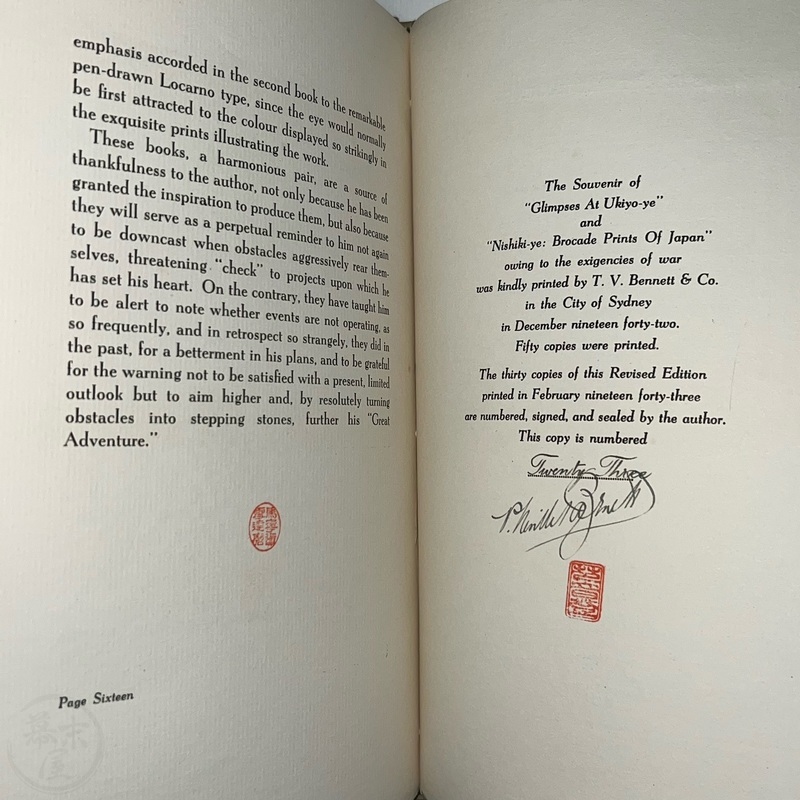 emphasis accorded in the second book to the remarkable
pen-drawn Locarno type, since the eye would normally
be first attracted to the colour displayed so strikingly in
the exquisite prints illustrating the work.
These books, a harmonious pair, are a source of
thankfulness to the author, not only because he has been
granted the inspiration to produce them, but also because
they will serve as a perpetual reminder to him not again
to be downcast when obstacles aggressively rear them-
selves, threatening "check" to projects upon which he
has set his heart. On the contrary, they have taught him
to be alert to note whether events are not operating, as
so frequently, and in retrospect so strangely, they did in
the past, for a betterment in his plans, and to be grateful
for the warning not to be satisfied with a present, limited
outlook but to aim higher and, by resolutely turning
obstacles into stepping stones, further his "Great
Adventure."
Page Sixteen
The Souvenir of
"Glimpses At Ukiyo-ye"
and
"Nishiki-ye: Brocade Prints Of Japan"
owing to the exigencies of war
was kindly printed by T. V. Bennett & Co.
in the City of Sydney
in December nineteen forty-two.
Fifty copies were printed.
The thirty copies of this Revised Edition
printed in February nineteen forty-three
are numbered, signed, and sealed by the author.
This copy is numbered
Twenty-Three